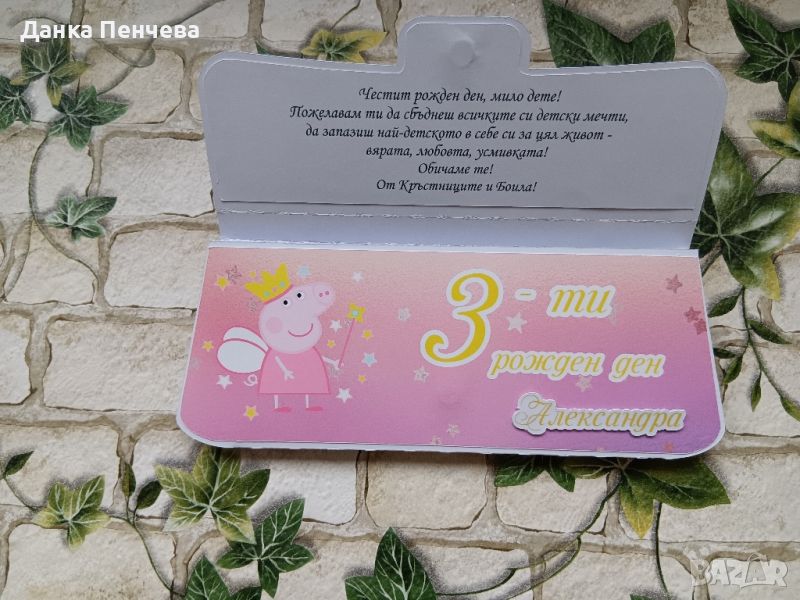 Данка Пенчева
Честит рожден ден, мило дете!
Пожелавам ти да сбъднеш всичките си детски мечти,
да запазиш най-детското в себе си за цял живот -
вярата, любовта, усмивката!
Обичаме те!
От Кръстниците и Боила!
3 - ти
рожден ден
Александра
BAZAR